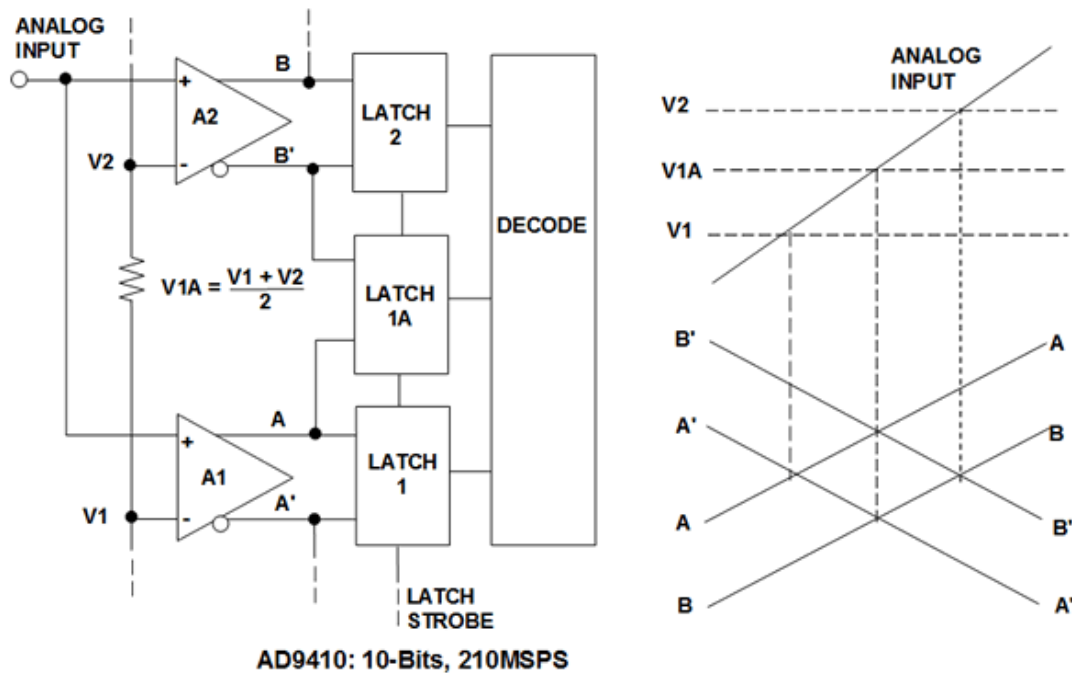 ANALOG
INPUT
B
+
A2
-
B'
V2
LATCH
2
DECODE
V1A = V1 + V2
2
LATCH
1A
A
+
A1
-
A'
V1
LATCH
1
LATCH
STROBE
ANALOG
INPUT
V2
V1A
V1
B'
A
A'
B
A
B'
B
A'
AD9410: 10-Bits, 210MSPS